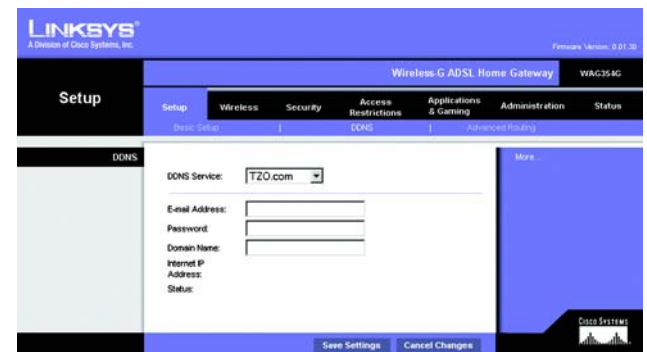 LINKSYS®
A Division of Cisco Systems, Inc.
Firmware Version: 0.01.30
Wireless-G ADSL Home Gateway WAG354G
Setup
Setup Wireless Security Access Restrictions Applications & Gaming Administration Status
Basic Setup | DDNS | Advanced Routing
DDNS
More...
DDNS Service: TZO.com
E-mail Address:
Password:
Domain Name:
Internet IP Address:
Status:
Save Settings Cancel Changes
CISCO SYSTEMS